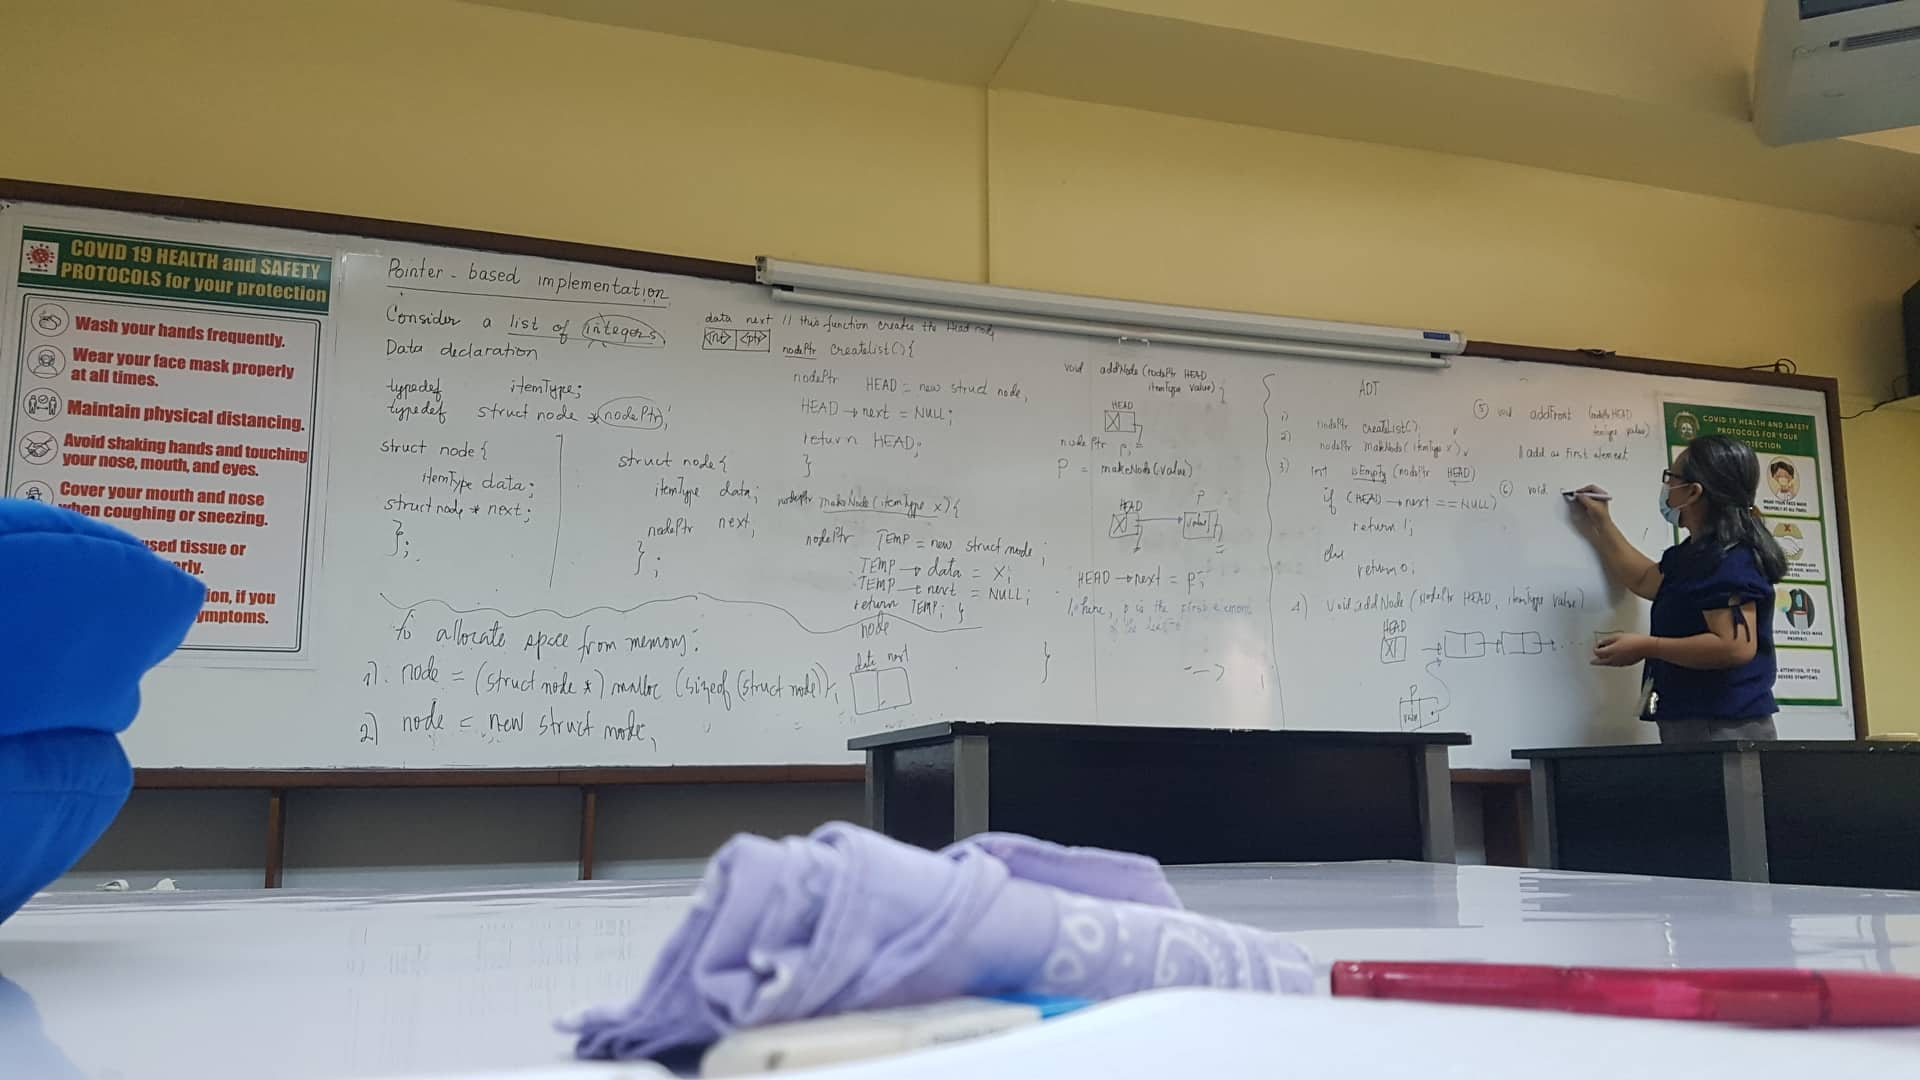 COVID 19 HEALTH and SAFETY
PROTOCOLS for your protection
Wash your hands frequently.
Wear your face mask properly
at all times.
Maintain physical distancing.
Avoid shaking hands and touching
your nose, mouth, and eyes.
Cover your mouth and nose
when coughing or sneezing.
used tissue or
ion, if you
ymptoms.
Pointer - based implementation
Consider a list of integers
Data declaration
typedef itemType;
typedef struct node *nodePtr;
struct node {
itemType data;
struct node * next;
};
struct node {
itemType data;
nodePtr next;
};
to allocate space from memory:
1). node = (struct node *) malloc (sizeof (struct node));
2) node = new struct node;
data next
<int> <ptr>
// this function creates the Head node
nodePtr createList() {
nodePtr HEAD = new struct node;
HEAD → next = NULL;
return HEAD;
}
nodePtr makeNode (itemType x) {
nodePtr TEMP = new struct node;
TEMP → data = x;
TEMP → next = NULL;
return TEMP; }
node
data next
void addNode (nodePtr HEAD
itemType value) {
HEAD
nodePtr P;
P = makeNode (value)
HEAD P
value
HEAD → next = P;
here, p is the first element
of the list
}
ADT
1) nodePtr createList();
2) nodePtr makeNode (itemType x);
3) int isEmpty (nodePtr HEAD)
if (HEAD → next == NULL)
return 1;
else
return 0;
4) void addNode (nodePtr HEAD, itemType value)
HEAD
P
value
5 void addFront (nodePtr HEAD
itemType value)
// add as first element
6 void
COVID 19 HEALTH AND SAFETY
PROTOCOLS FOR YOUR